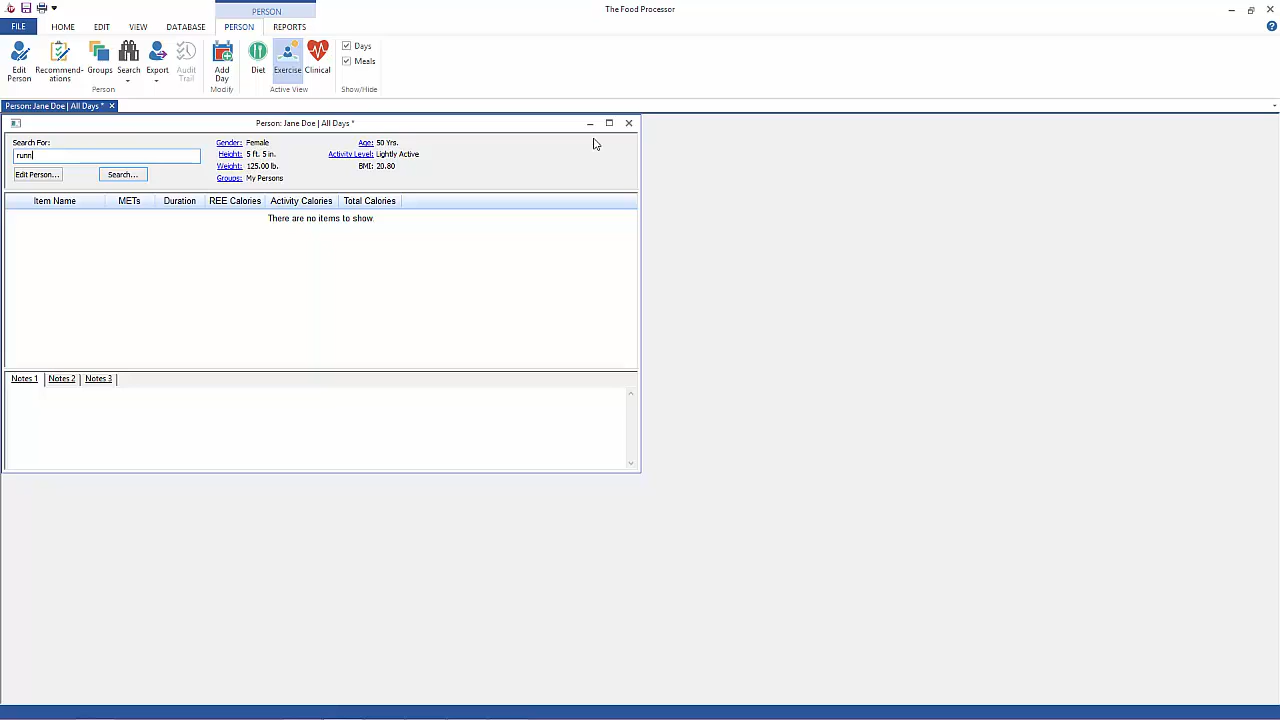 PERSON
The Food Processor
FILE HOME EDIT VIEW DATABASE PERSON REPORTS
Edit Person
Recommend-ations
Groups
Search
Export
Audit Trail
Add Day
Diet
Exercise
Clinical
Days
Meals
Person Modify Active View Show/Hide
Person: Jane Doe | All Days *
Person: Jane Doe | All Days *
Search For:
runn
Edit Person... Search...
Gender: Female
Height: 5 ft. 5 in.
Weight: 125.00 lb.
Groups: My Persons
Age: 50 Yrs.
Activity Level: Lightly Active
BMI: 20.80
Item Name METs Duration REE Calories Activity Calories Total Calories
There are no items to show.
Notes 1 Notes 2 Notes 3